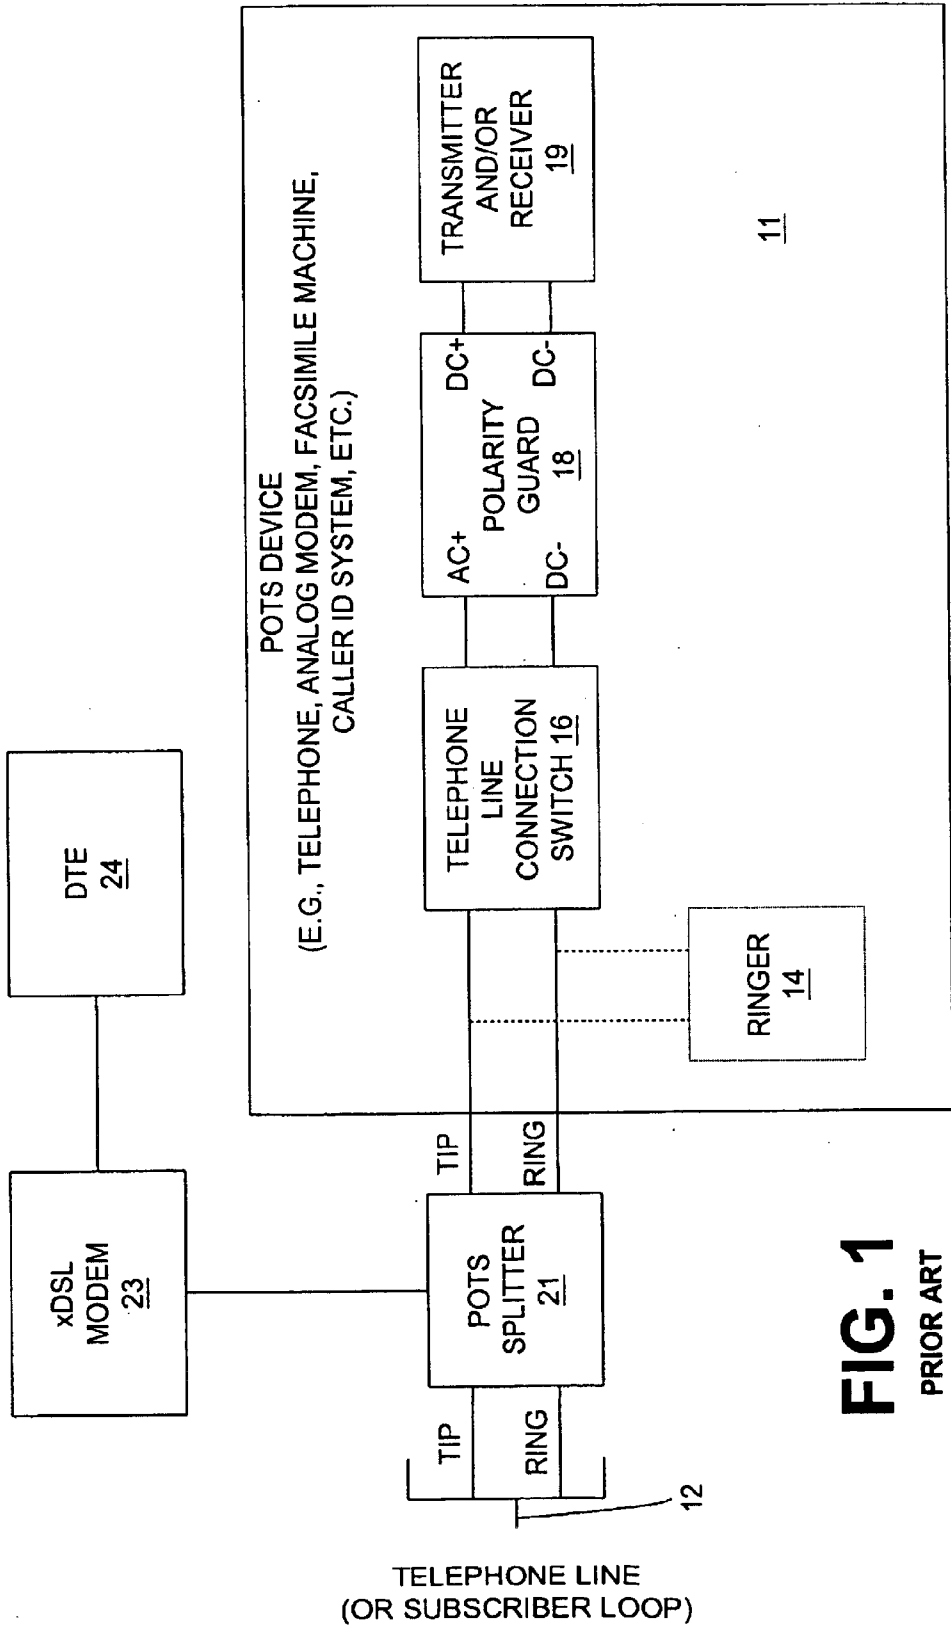 xDSL
MODEM
23
DTE
24
POTS DEVICE
(E.G., TELEPHONE, ANALOG MODEM, FACSIMILE MACHINE,
CALLER ID SYSTEM, ETC.)
TELEPHONE LINE
(OR SUBSCRIBER LOOP)
12
TIP
RING
POTS
SPLITTER
21
TIP
RING
TELEPHONE
LINE
CONNECTION
SWITCH 16
AC+
DC-
POLARITY
GUARD
18
DC+
DC-
TRANSMITTER
AND/OR
RECEIVER
19
RINGER
14
11
FIG. 1
PRIOR ART